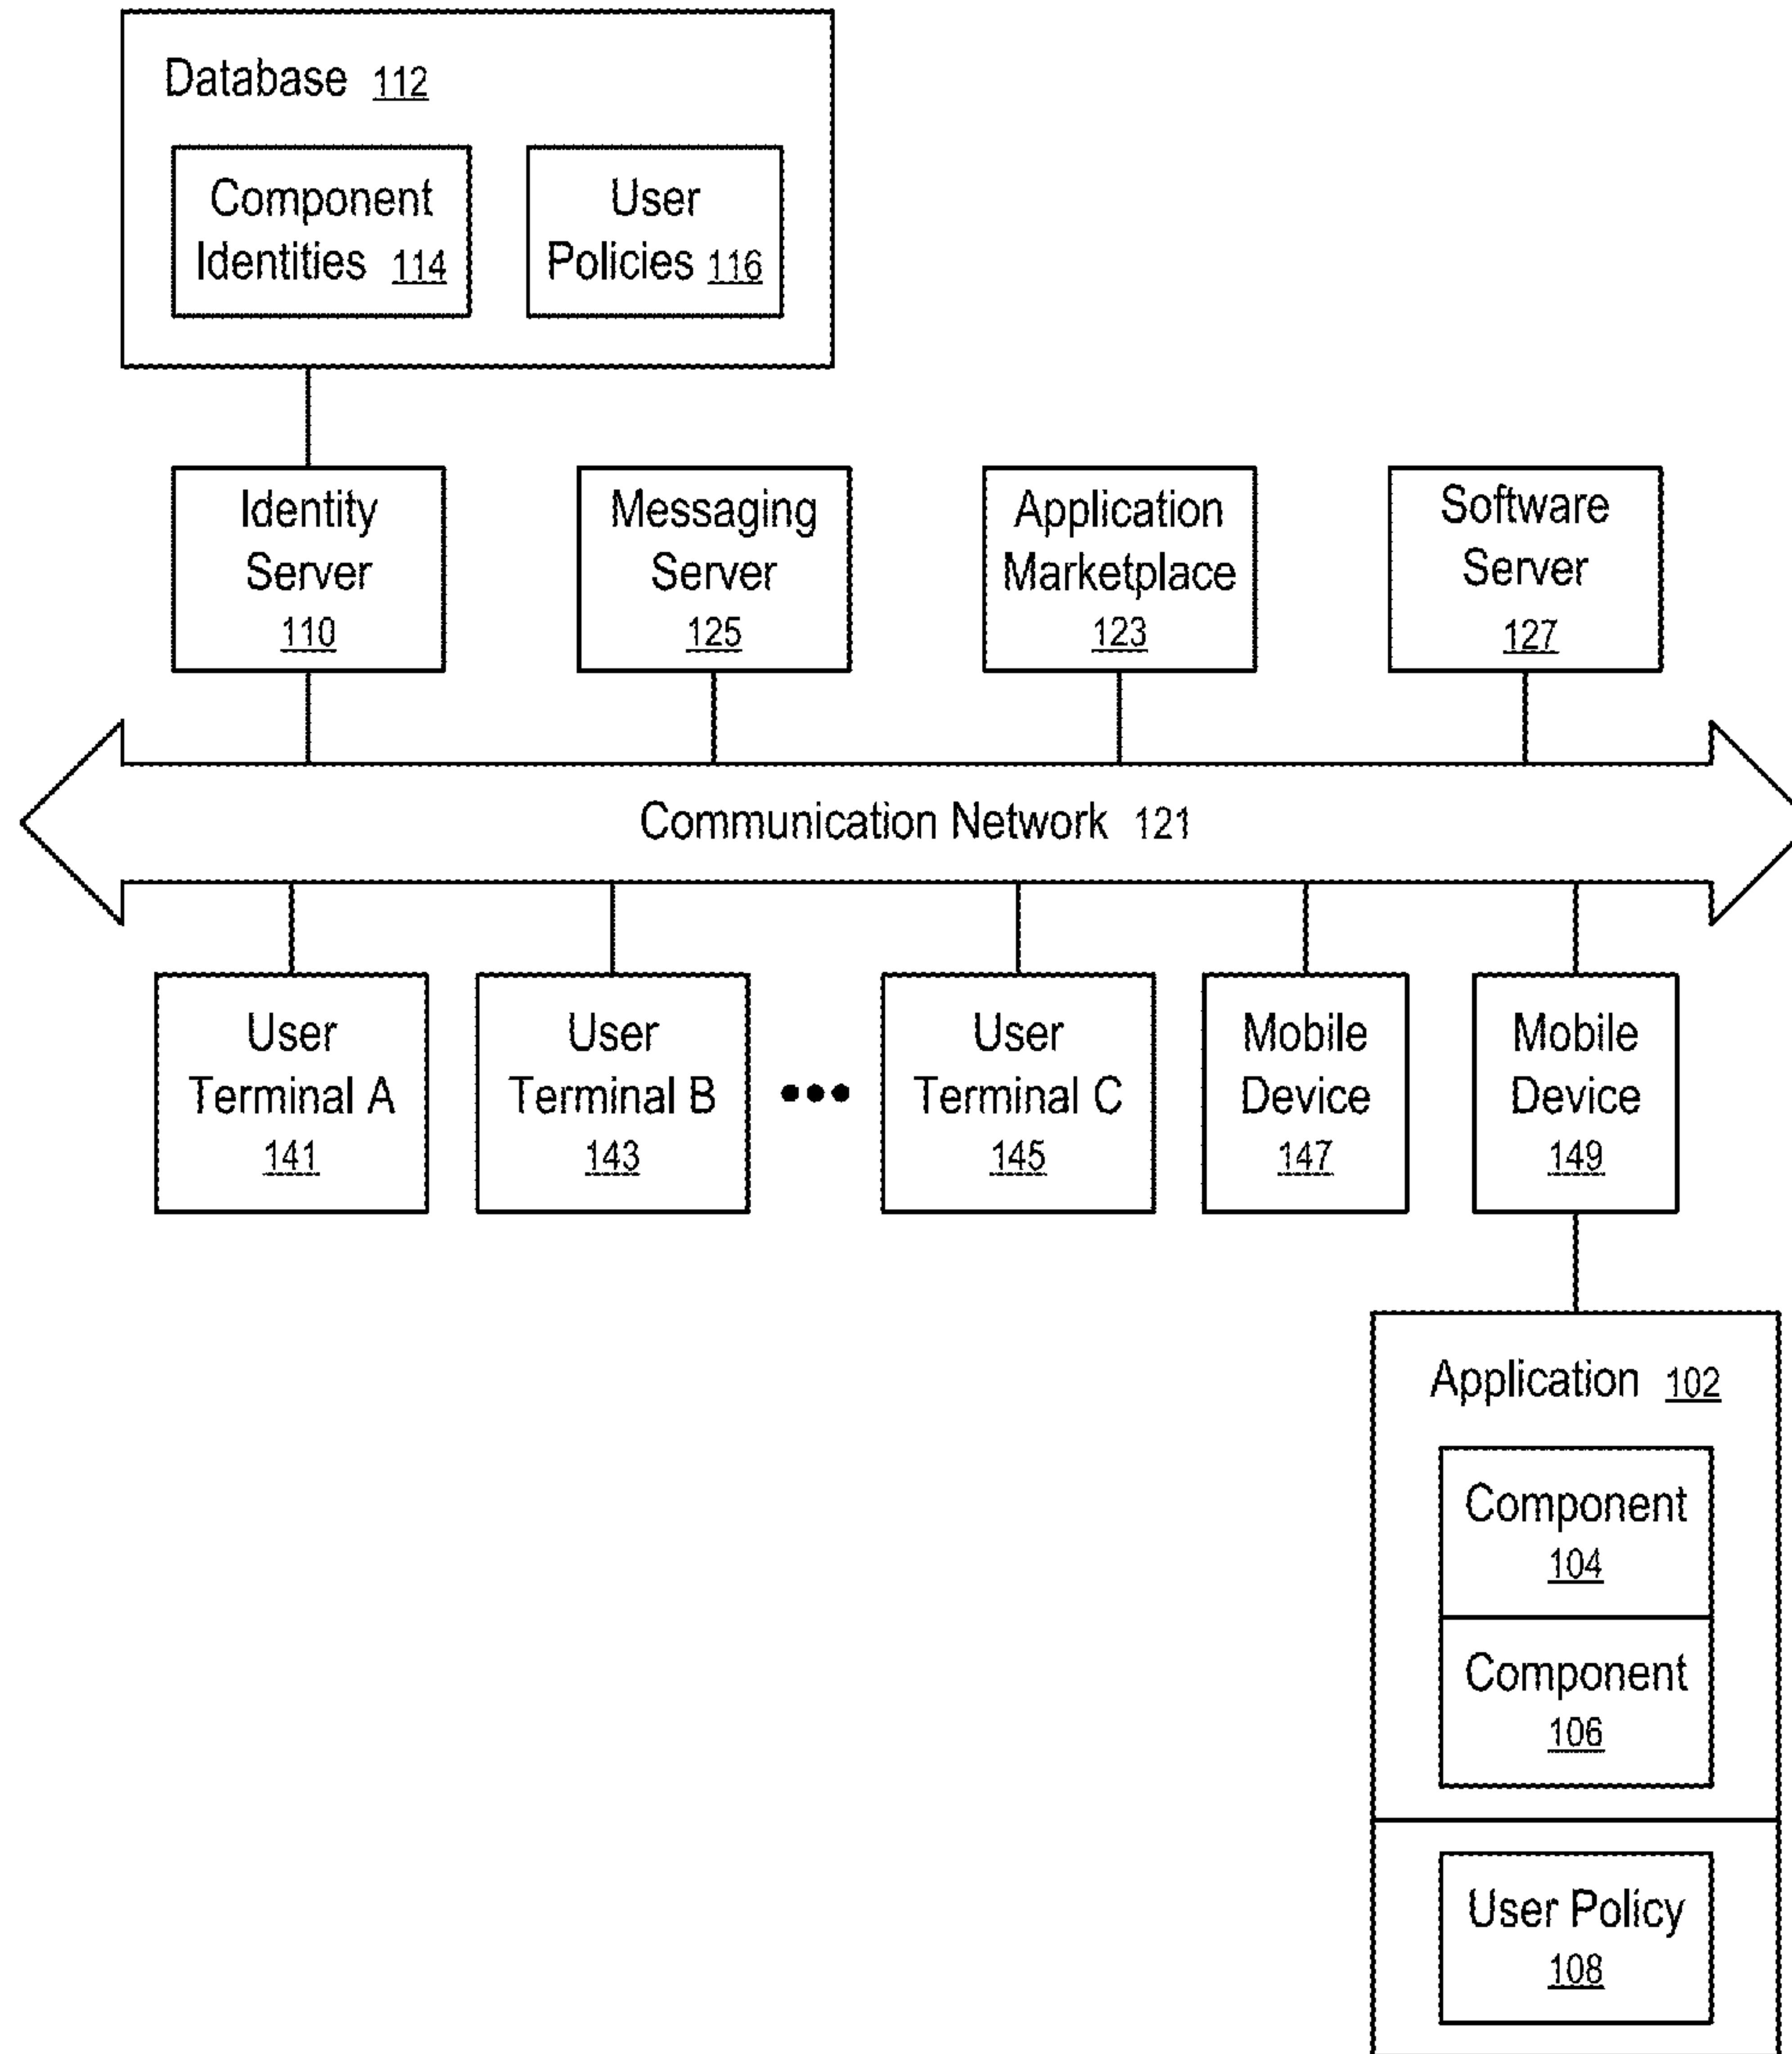 Database 112
Component
Identities 114
User
Policies 116
Identity
Server
110
Messaging
Server
125
Application
Marketplace
123
Software
Server
127
Communication Network 121
User
Terminal A
141
User
Terminal B
143
•••
User
Terminal C
145
Mobile
Device
147
Mobile
Device
149
Application 102
Component
104
Component
106
User Policy
108